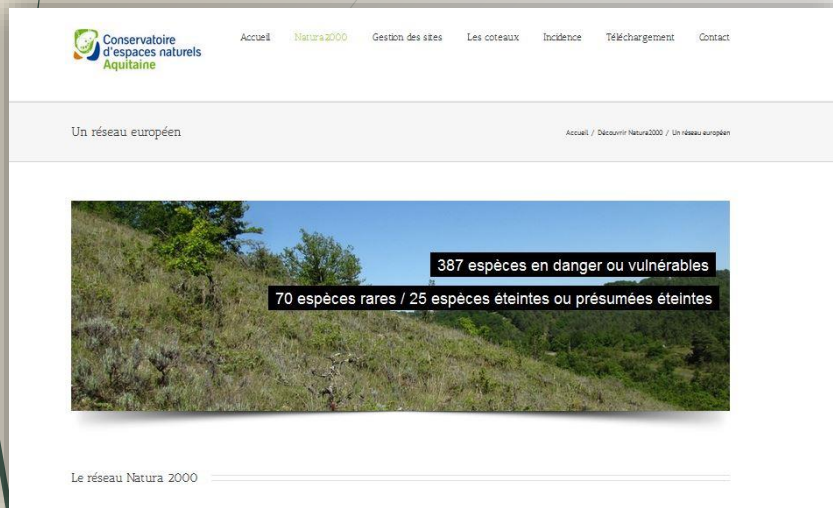 Conservatoire
d'espaces naturels
Aquitaine
Accueil Natura2000 Gestion des sites Les coteaux Incidence Téléchargement Contact
Un réseau européen
Accueil / Découvrir Natura2000 / Un réseau européen
387 espèces en danger ou vulnérables
70 espèces rares / 25 espèces éteintes ou présumées éteintes
Le réseau Natura 2000